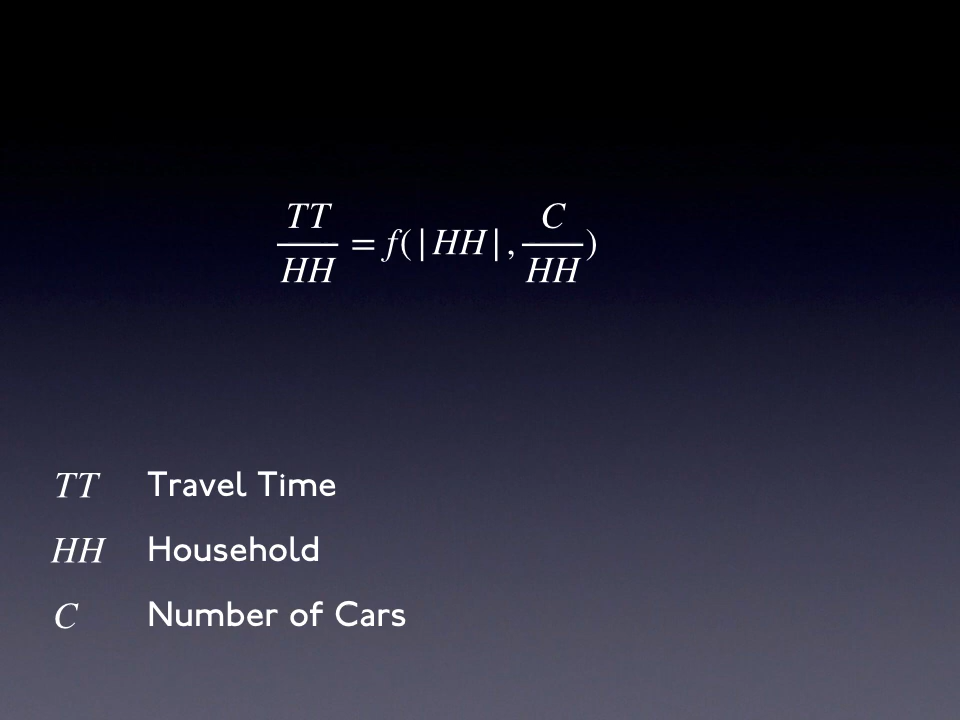 TT/HH = f(|HH|, C/HH)
TT Travel Time
HH Household
C Number of Cars